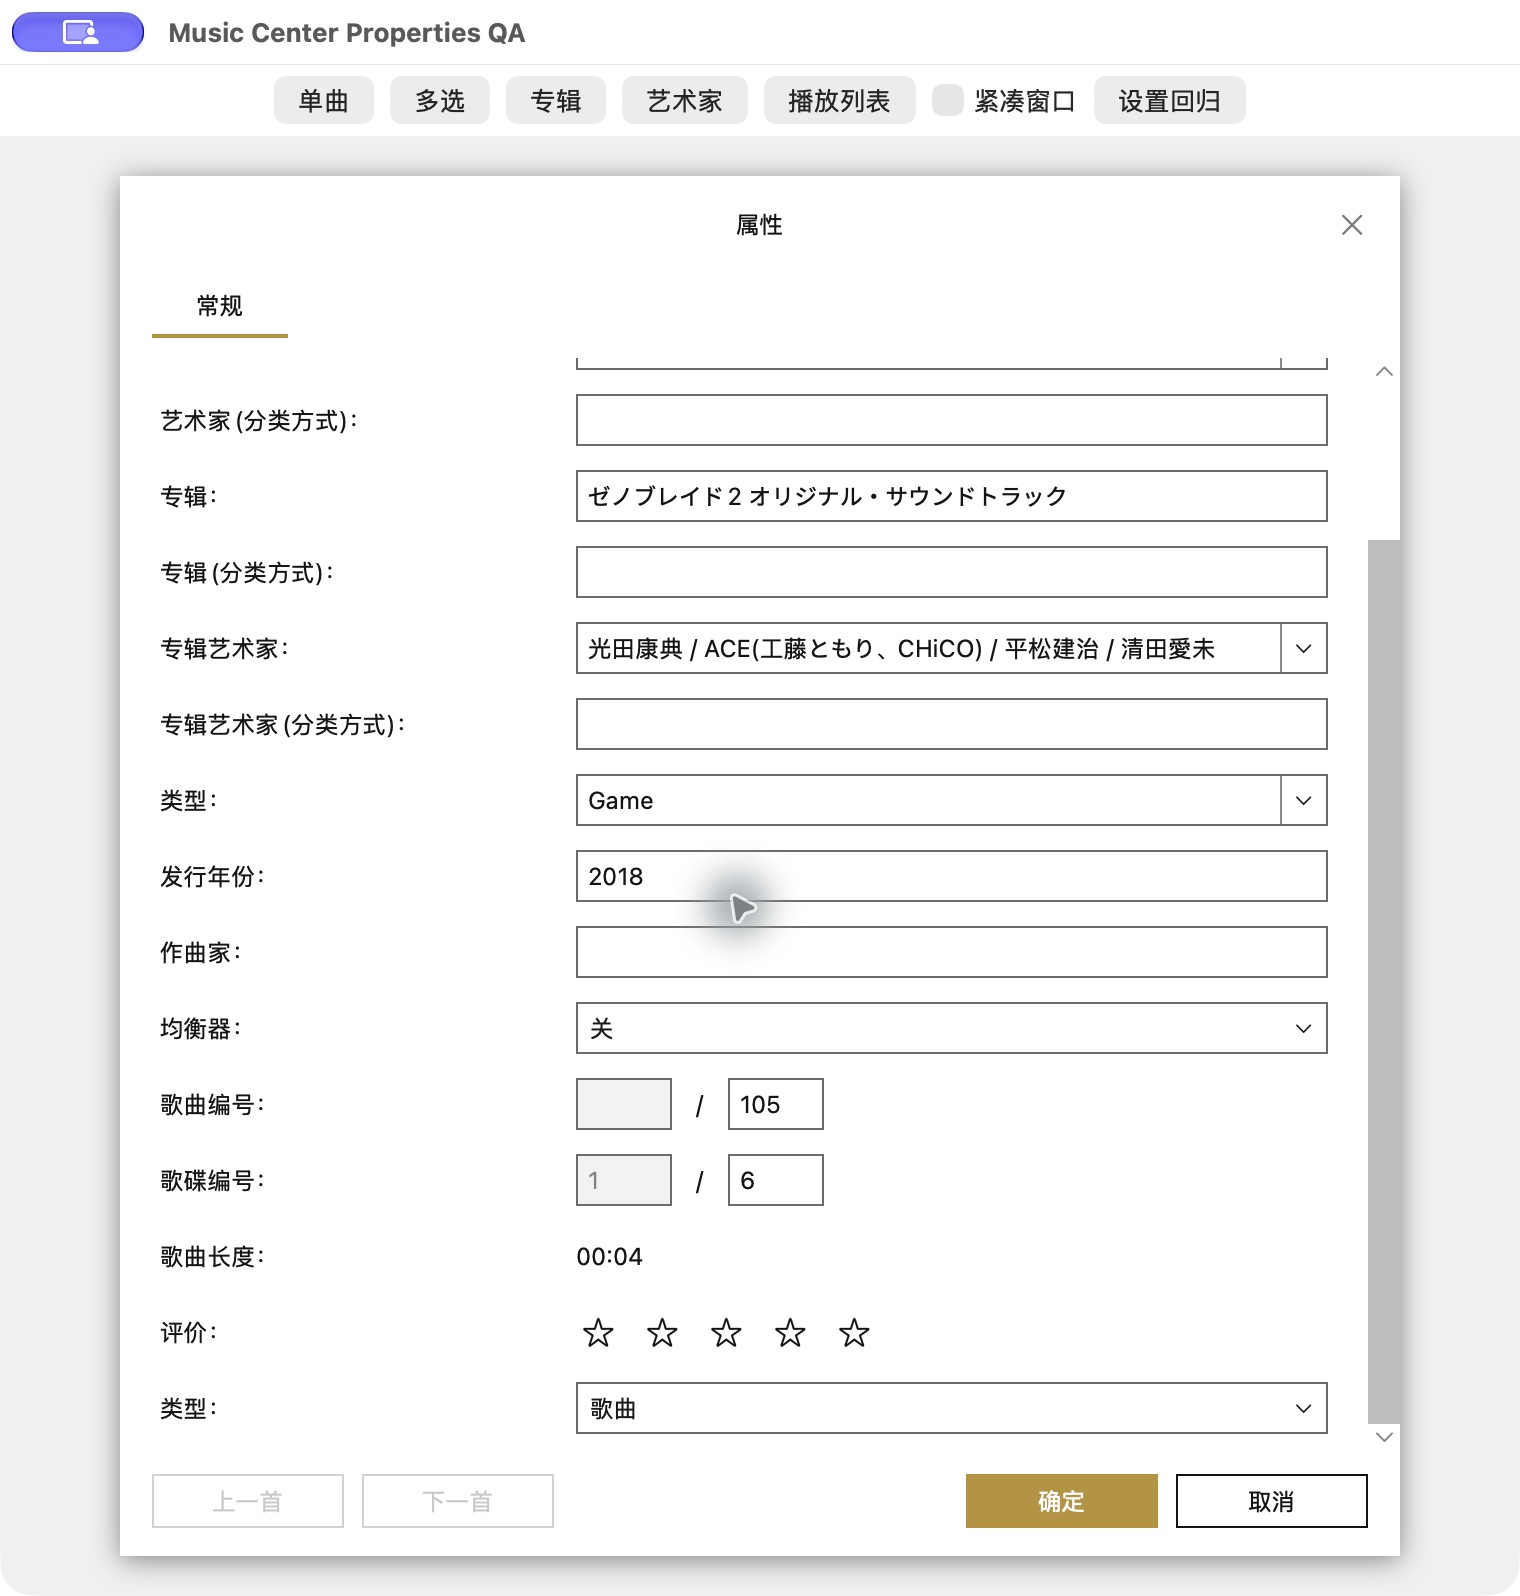 Music Center Properties QA
单曲 多选 专辑 艺术家 播放列表 紧凑窗口 设置回归
属性
常规
艺术家(分类方式):
专辑: ゼノブレイド2 オリジナル・サウンドトラック
专辑(分类方式):
专辑艺术家: 光田康典 / ACE(工藤ともり、CHiCO) / 平松建治 / 清田愛未
专辑艺术家(分类方式):
类型: Game
发行年份: 2018
作曲家:
均衡器: 关
歌曲编号: / 105
歌碟编号: 1 / 6
歌曲长度: 00:04
评价: ☆ ☆ ☆ ☆ ☆
类型: 歌曲
上一首 下一首 确定 取消